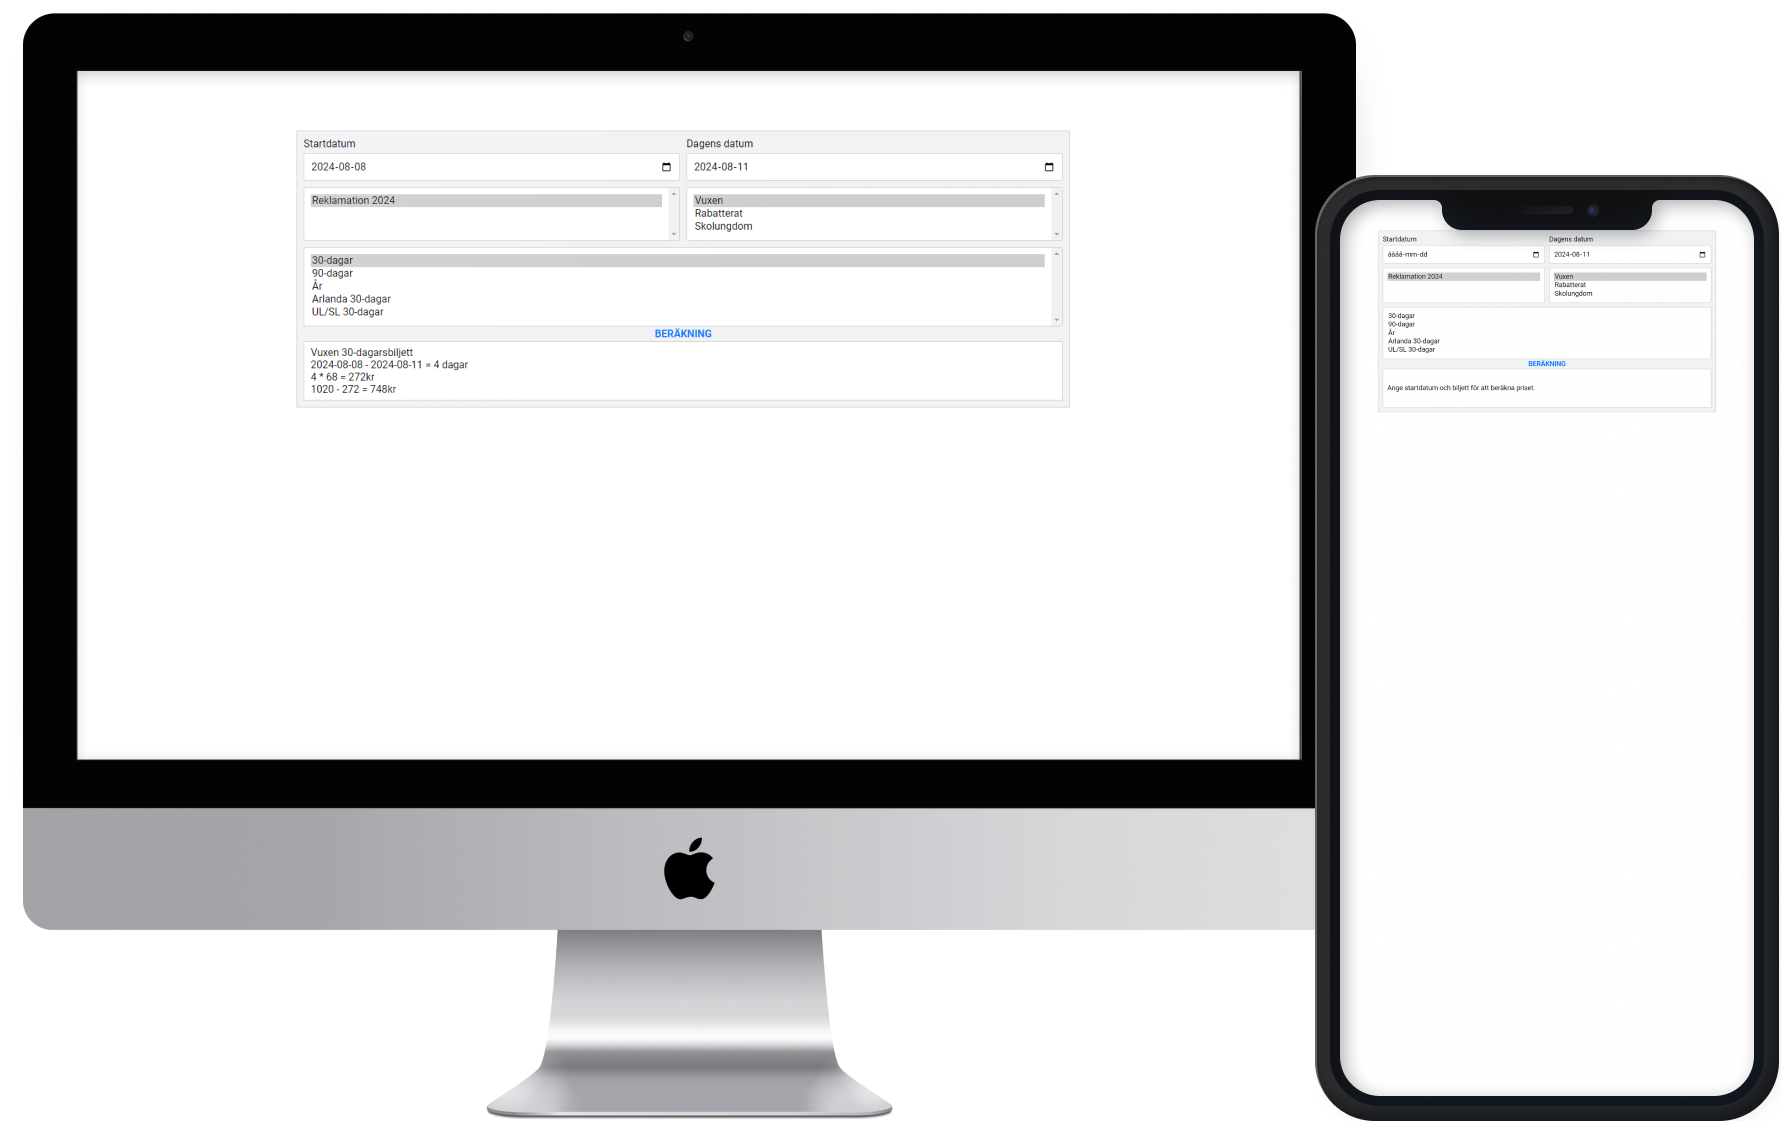 Startdatum
Dagens datum
2024-08-08
2024-08-11
Reklamation 2024
Vuxen
Rabatterat
Skolungdom
30-dagar
90-dagar
År
Arlanda 30-dagar
UL/SL 30-dagar
BERÄKNING
Vuxen 30-dagarsbiljett
2024-08-08 - 2024-08-11 = 4 dagar
4 * 68 = 272kr
1020 - 272 = 748kr
Startdatum
Dagens datum
åååå-mm-dd
2024-08-11
Reklamation 2024
Vuxen
Rabatterat
Skolungdom
30-dagar
90-dagar
År
Arlanda 30-dagar
UL/SL 30-dagar
BERÄKNING
Ange startdatum och biljett för att beräkna priset.